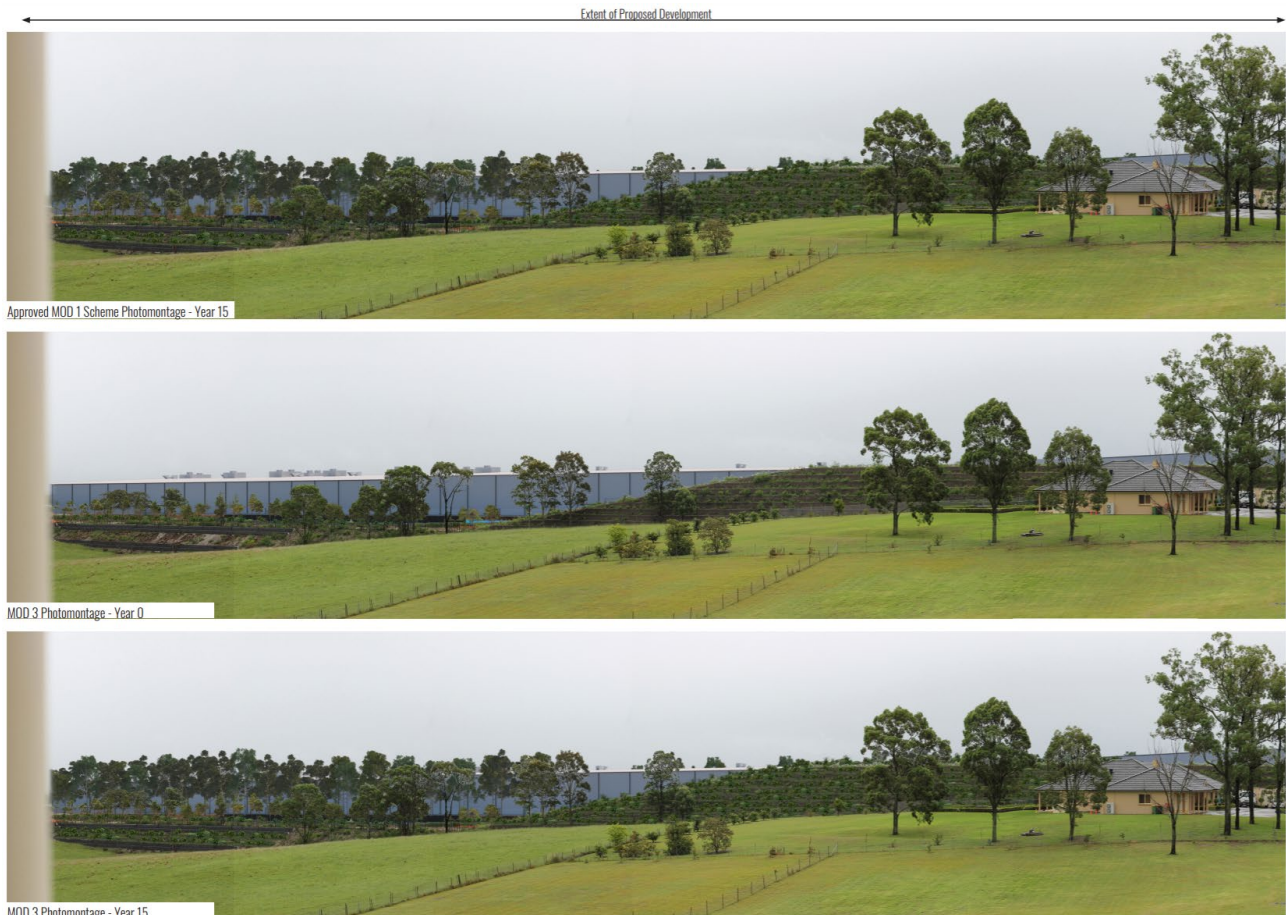 Extent of Proposed Development
Approved MOD 1 Scheme Photomontage - Year 15
MOD 3 Photomontage - Year 0
MOD 3 Photomontage - Year 15